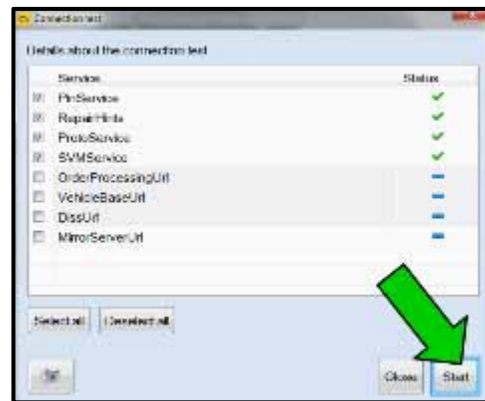 Connection test
Details about the connection test
Service Status
PinService
RepairHints
ProtoService
SVMService
OrderProcessingUrl
VehicleBaseUrl
DissUrl
MirrorServerUrl
Select all Deselect all
Close Start